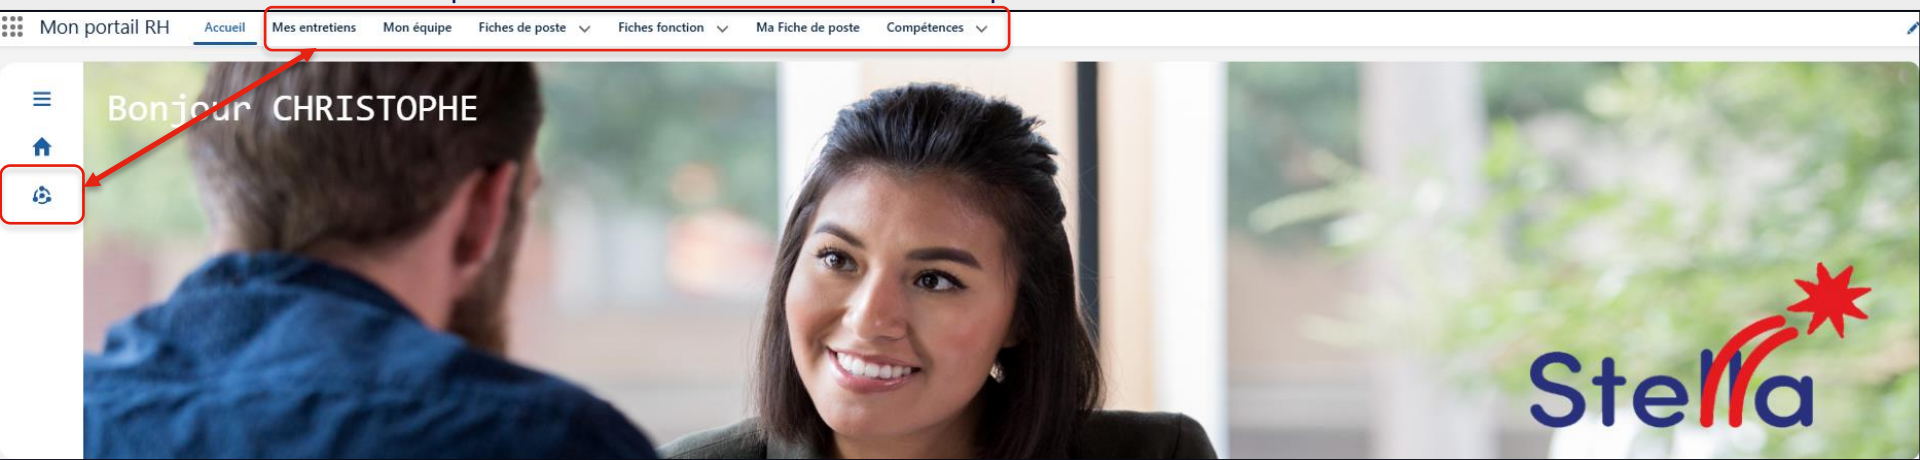 Mon portail RH Accueil Mes entretiens Mon équipe Fiches de poste Fiches fonction Ma Fiche de poste Compétences
Bonjour CHRISTOPHE
Stella